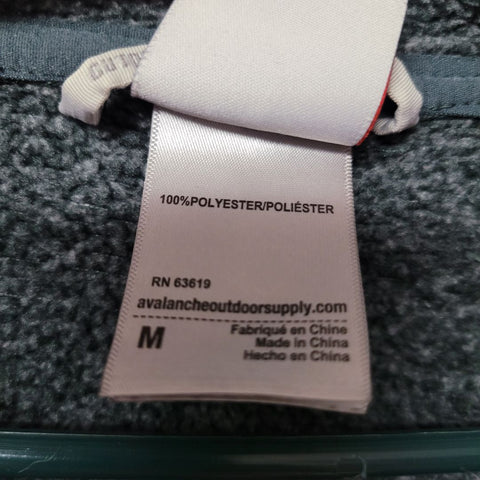 100%POLYESTER/POLIÉSTER
RN 63619
avalancheoutdoorsupply.com
M
Fabriqué en Chine
Made in China
Hecho en China